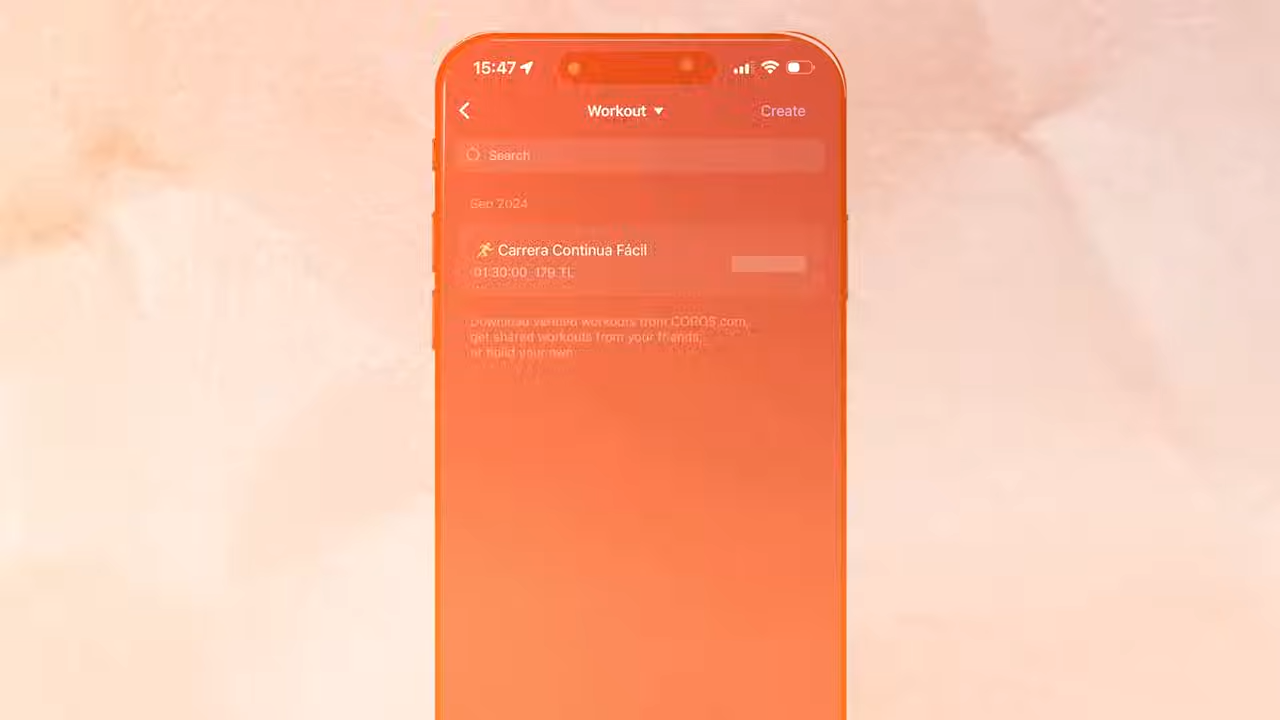 15:47
Workout
Create
Search
Sep 2024
Carrera Continua Fácil
01:30:00 179 TL
Download verified workouts from COROS.com,
get shared workouts from your friends,
or build your own